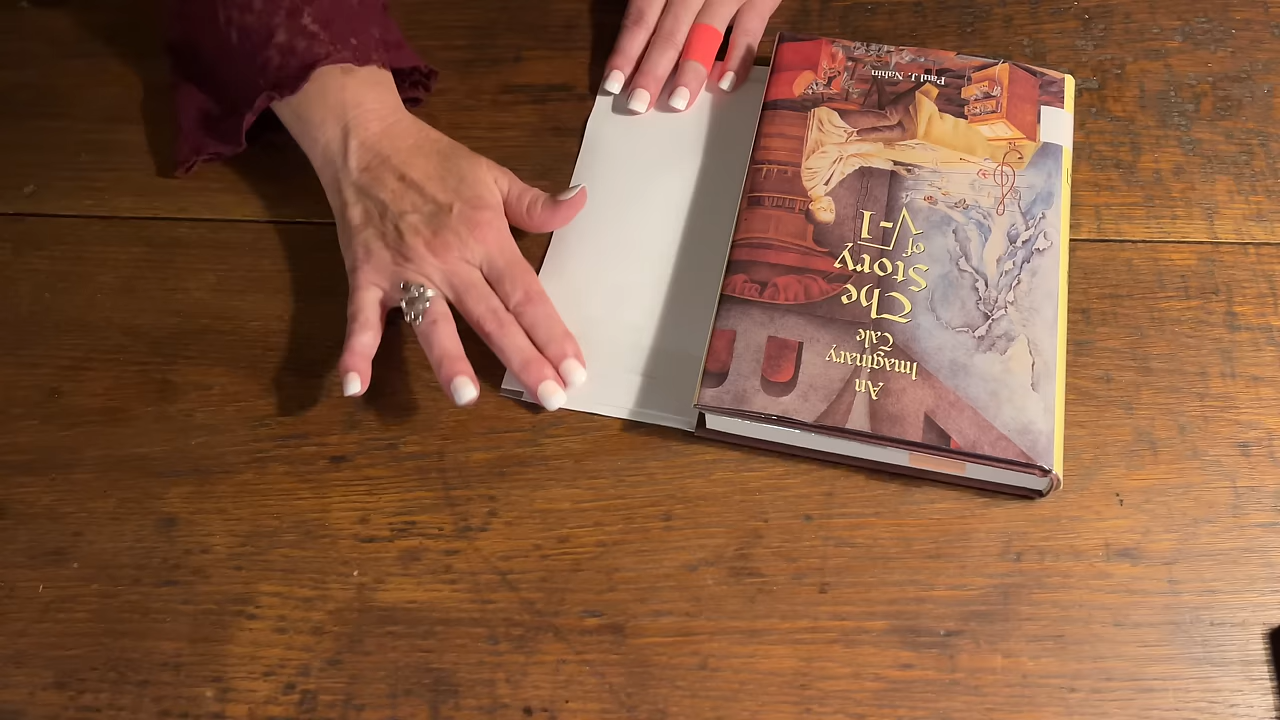 An
Imaginary
Tale
The
Story
of
√-1
Paul J. Nahin